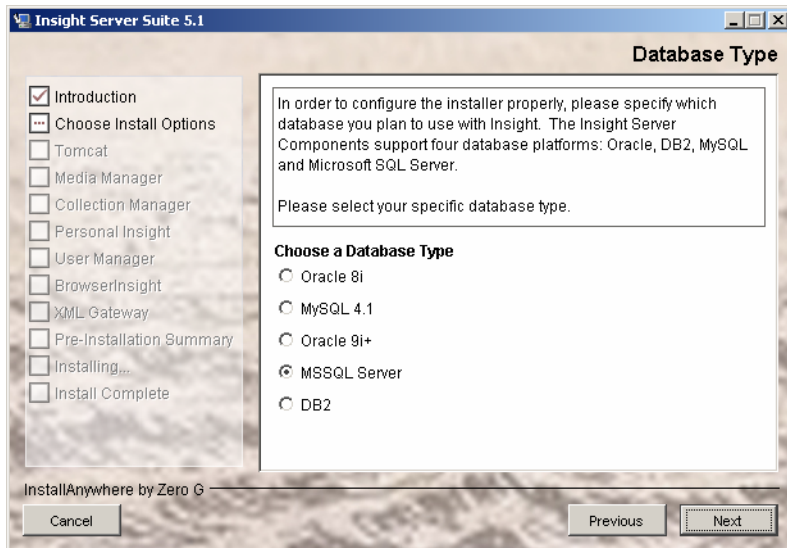 Insight Server Suite 5.1
Database Type
Introduction
Choose Install Options
Tomcat
Media Manager
Collection Manager
Personal Insight
User Manager
BrowserInsight
XML Gateway
Pre-Installation Summary
Installing...
Install Complete
In order to configure the installer properly, please specify which
database you plan to use with Insight. The Insight Server
Components support four database platforms: Oracle, DB2, MySQL
and Microsoft SQL Server.
Please select your specific database type.
Choose a Database Type
Oracle 8i
MySQL 4.1
Oracle 9i+
MSSQL Server
DB2
InstallAnywhere by Zero G
Cancel
Previous
Next